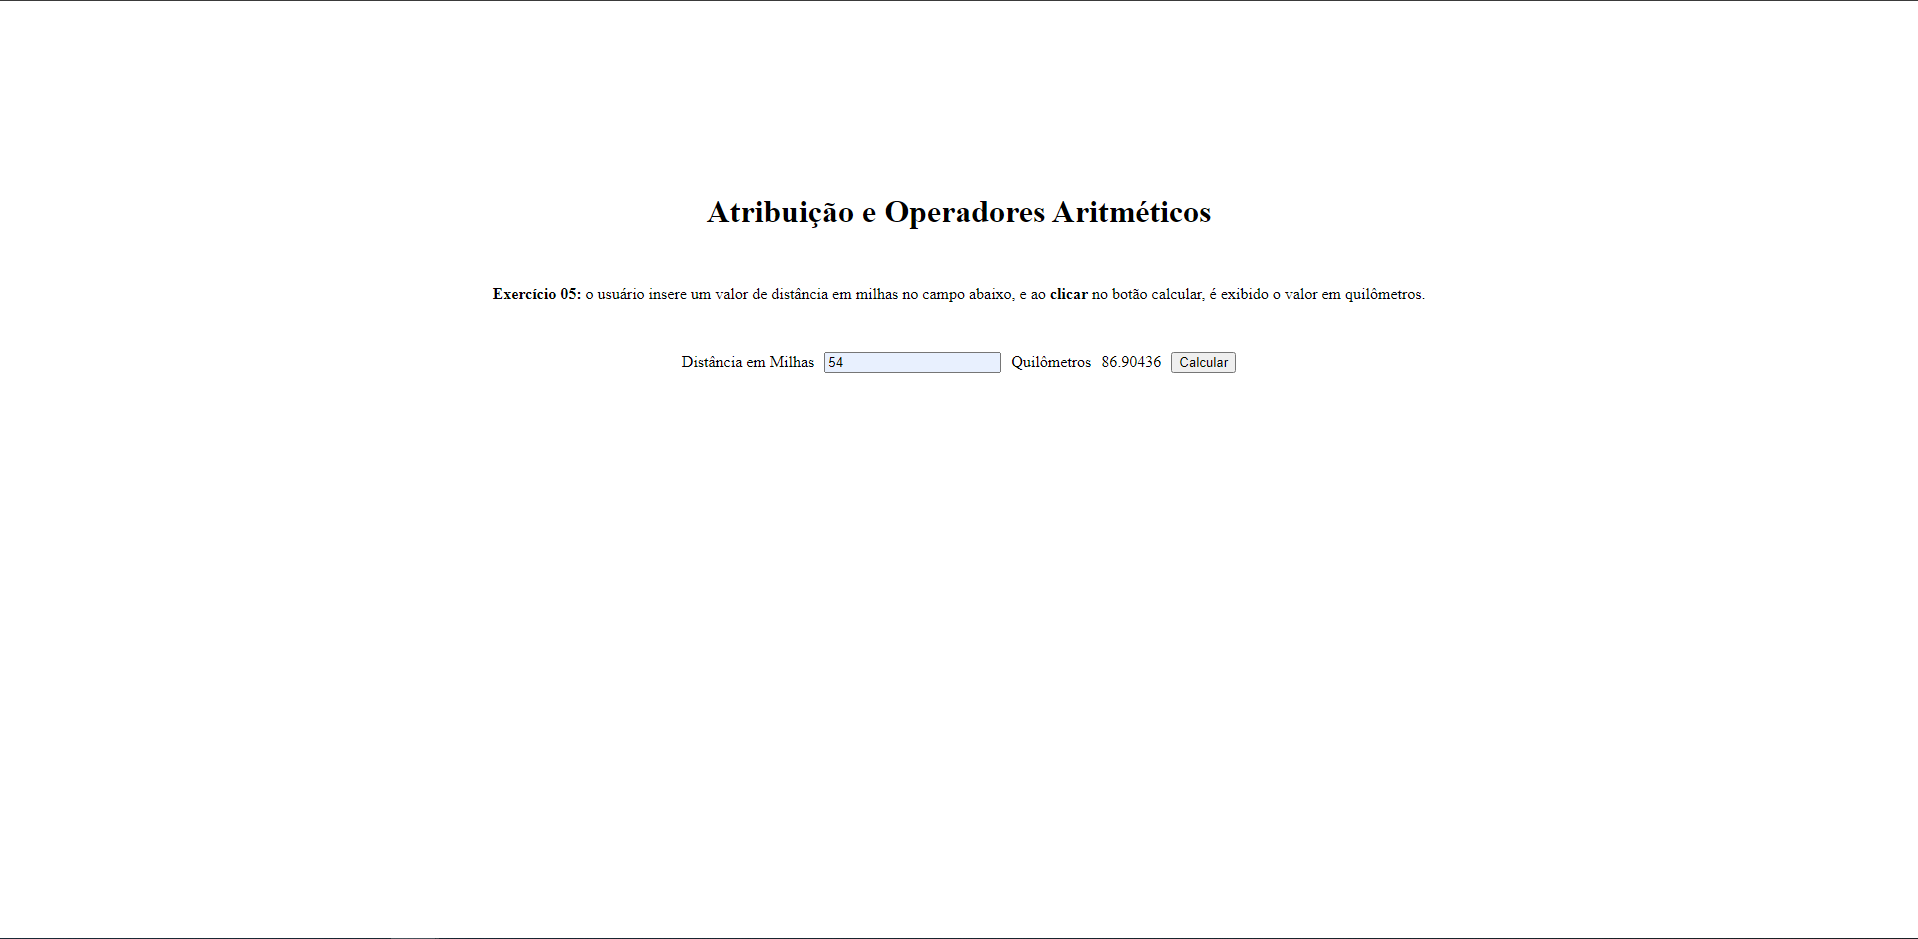 Atribuição e Operadores Aritméticos
Exercício 05: o usuário insere um valor de distância em milhas no campo abaixo, e ao clicar no botão calcular, é exibido o valor em quilômetros.
Distância em Milhas 54 Quilômetros 86.90436 Calcular